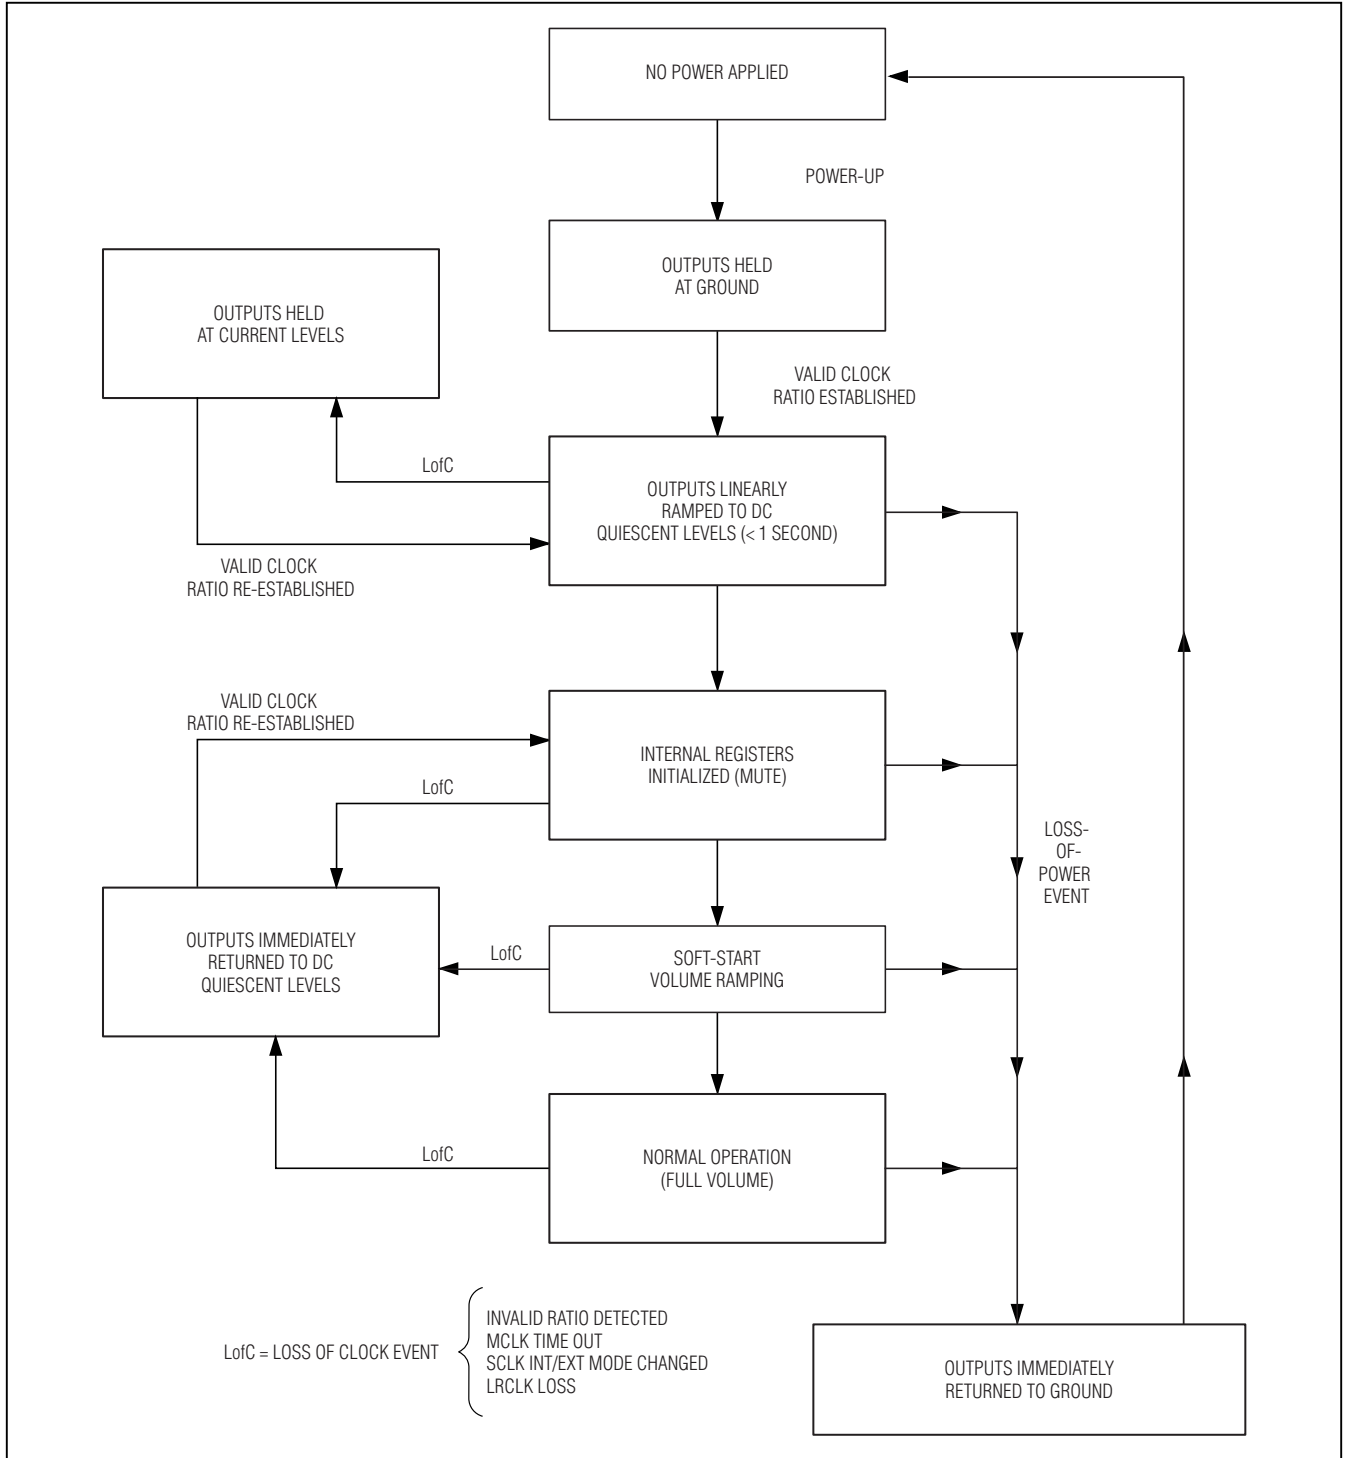 NO POWER APPLIED
POWER-UP
OUTPUTS HELD
AT GROUND
OUTPUTS HELD
AT CURRENT LEVELS
VALID CLOCK
RATIO ESTABLISHED
LofC
OUTPUTS LINEARLY
RAMPED TO DC
QUIESCENT LEVELS (< 1 SECOND)
VALID CLOCK
RATIO RE-ESTABLISHED
VALID CLOCK
RATIO RE-ESTABLISHED
INTERNAL REGISTERS
INITIALIZED (MUTE)
LofC
LOSS-
OF-
POWER
EVENT
OUTPUTS IMMEDIATELY
RETURNED TO DC
QUIESCENT LEVELS
LofC
SOFT-START
VOLUME RAMPING
LofC
NORMAL OPERATION
(FULL VOLUME)
LofC = LOSS OF CLOCK EVENT
INVALID RATIO DETECTED
MCLK TIME OUT
SCLK INT/EXT MODE CHANGED
LRCLK LOSS
OUTPUTS IMMEDIATELY
RETURNED TO GROUND